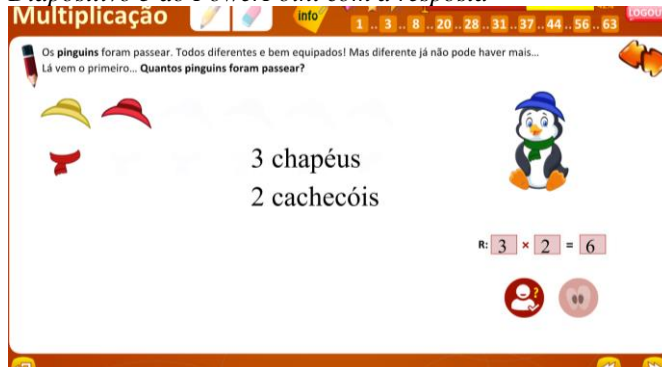 Multiplicação
info
1 .. 3 .. 8 .. 20 .. 28 .. 31 .. 37 .. 44 .. 56 .. 63
LOGOU
Os pinguins foram passear. Todos diferentes e bem equipados! Mas diferente já não pode haver mais...
Lá vem o primeiro... Quantos pinguins foram passear?
3 chapéus
2 cachecóis
R: 3 × 2 = 6
?